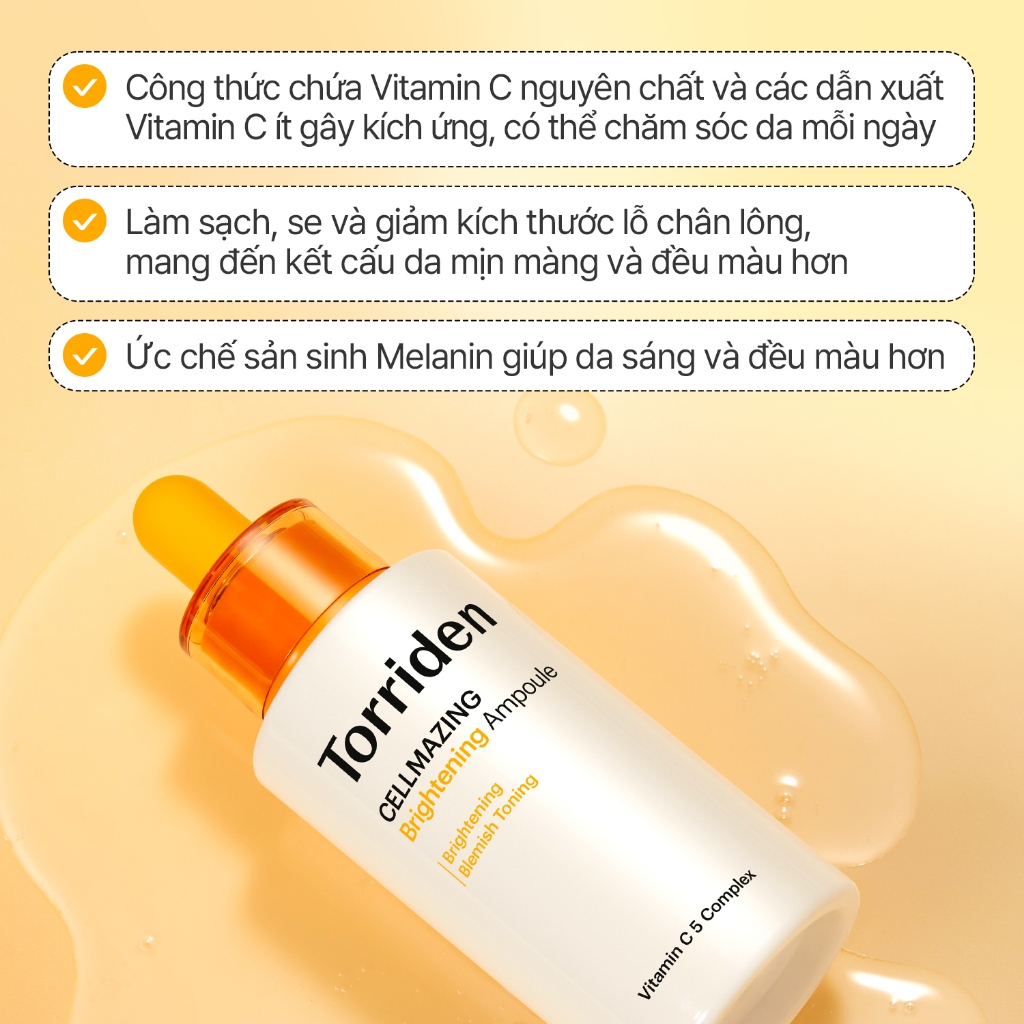 Công thức chứa Vitamin C nguyên chất và các dẫn xuất
Vitamin C ít gây kích ứng, có thể chăm sóc da mỗi ngày
Làm sạch, se và giảm kích thước lỗ chân lông,
mang đến kết cấu da mịn màng và đều màu hơn
Ức chế sản sinh Melanin giúp da sáng và đều màu hơn
Torriden
CELLMAZING
Brightening Ampoule
Brightening
Blemish Toning
Vitamin C 5 Complex